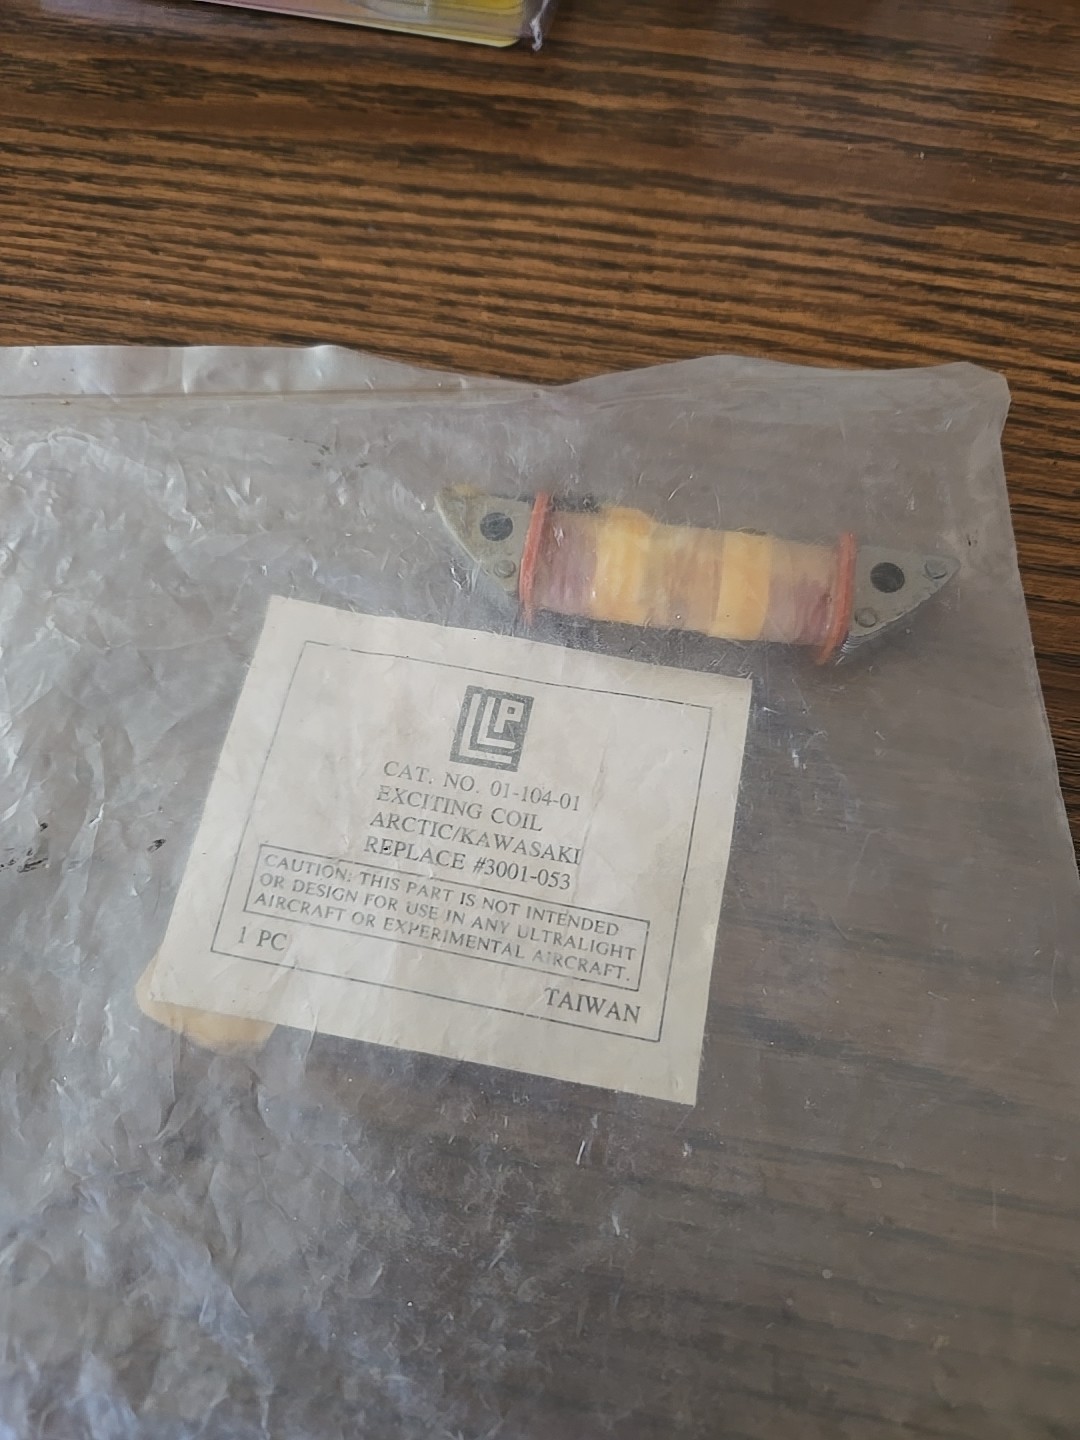 LLP
CAT. NO. 01-104-01
EXCITING COIL
ARCTIC/KAWASAKI
REPLACE #3001-053
CAUTION: THIS PART IS NOT INTENDED
OR DESIGN FOR USE IN ANY ULTRALIGHT
AIRCRAFT OR EXPERIMENTAL AIRCRAFT.
1 PC
TAIWAN